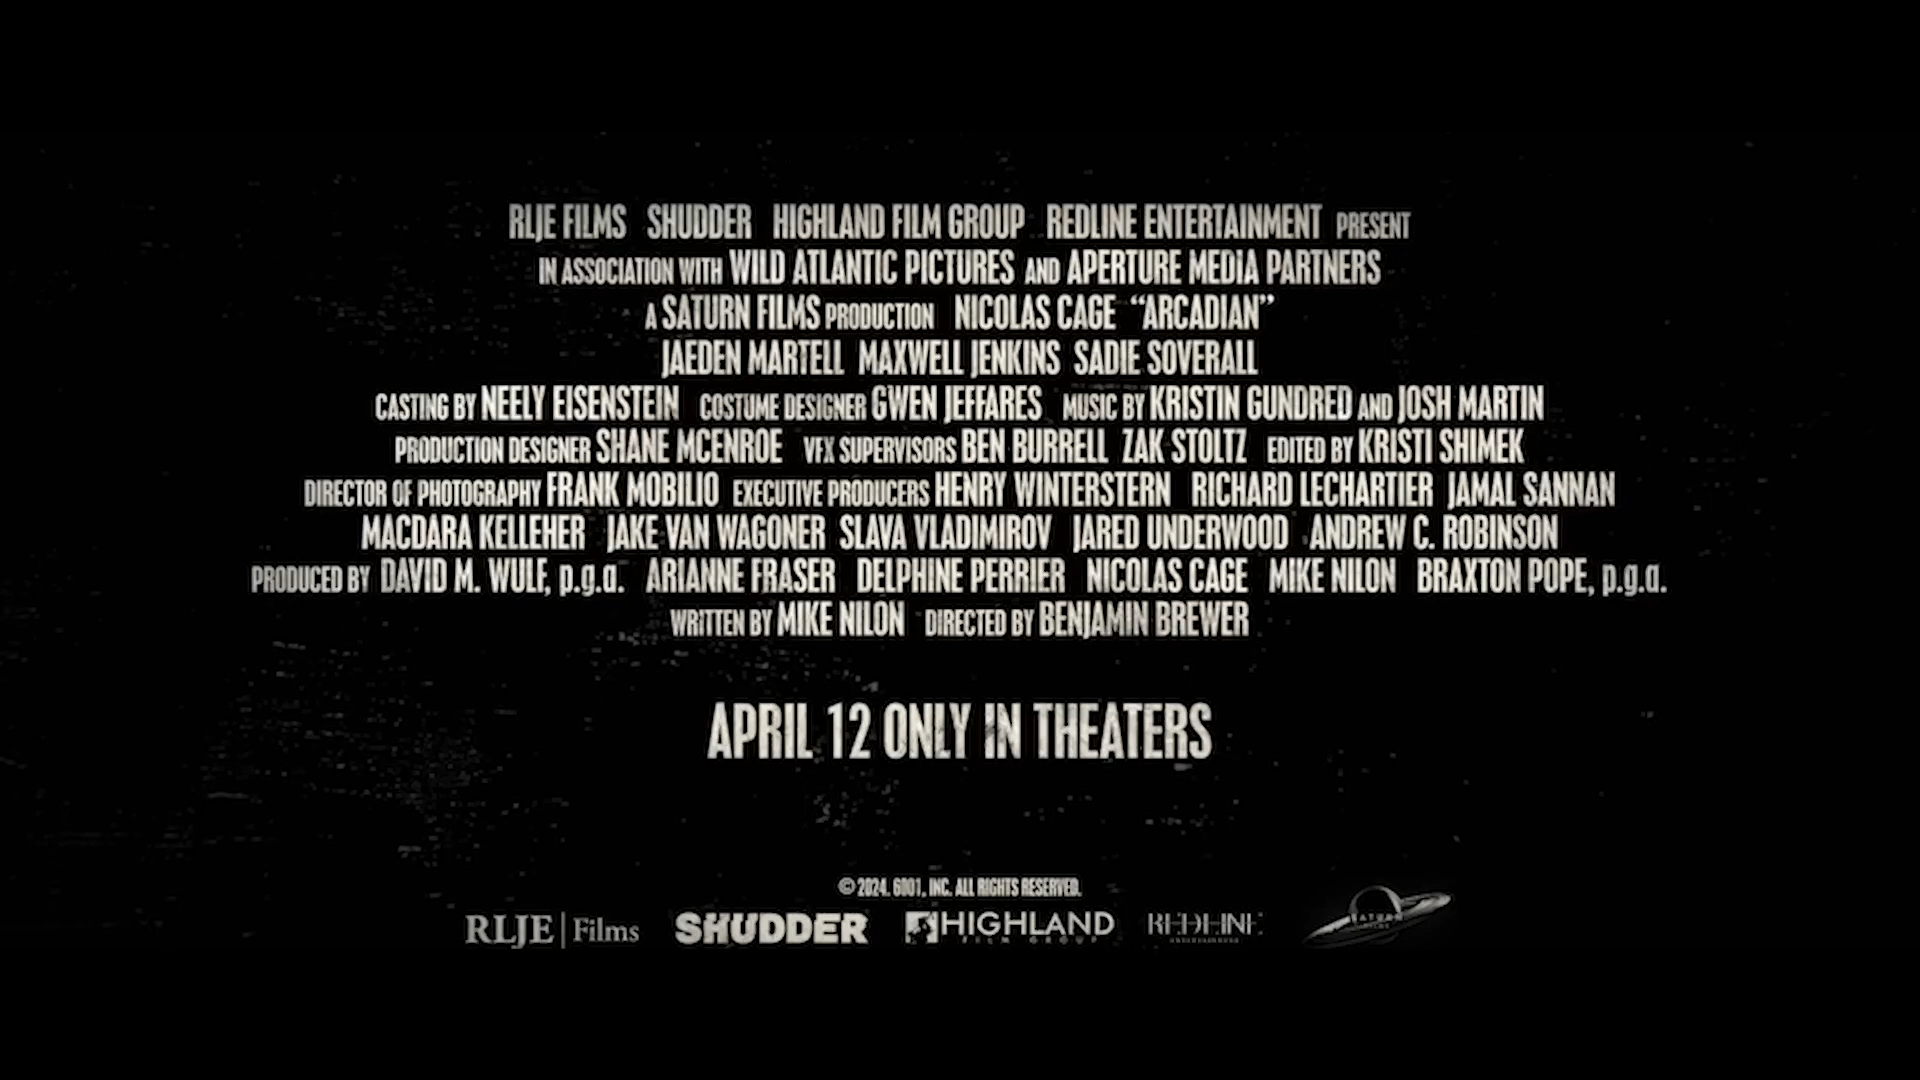 RLJE FILMS SHUDDER HIGHLAND FILM GROUP REDLINE ENTERTAINMENT PRESENT
IN ASSOCIATION WITH WILD ATLANTIC PICTURES AND APERTURE MEDIA PARTNERS
A SATURN FILMS PRODUCTION NICOLAS CAGE “ARCADIAN”
JAEDEN MARTELL MAXWELL JENKINS SADIE SOVERALL
CASTING BY NEELY EISENSTEIN COSTUME DESIGNER GWEN JEFFARES MUSIC BY KRISTIN GUNDRED AND JOSH MARTIN
PRODUCTION DESIGNER SHANE MCENROE VFX SUPERVISORS BEN BURRELL ZAK STOLTZ EDITED BY KRISTI SHIMEK
DIRECTOR OF PHOTOGRAPHY FRANK MOBILIO EXECUTIVE PRODUCERS HENRY WINTERSTERN RICHARD LECHARTIER JAMAL SANNAN
MACDARA KELLEHER JAKE VAN WAGONER SLAVA VLADIMIROV JARED UNDERWOOD ANDREW C. ROBINSON
PRODUCED BY DAVID M. WULF, p.g.a. ARIANNE FRASER DELPHINE PERRIER NICOLAS CAGE MIKE NILON BRAXTON POPE, p.g.a.
WRITTEN BY MIKE NILON DIRECTED BY BENJAMIN BREWER
APRIL 12 ONLY IN THEATERS
© 2024. 6001, INC. ALL RIGHTS RESERVED.
RLJE Films SHUDDER HIGHLAND REDLINE SATURN
FILM GROUP